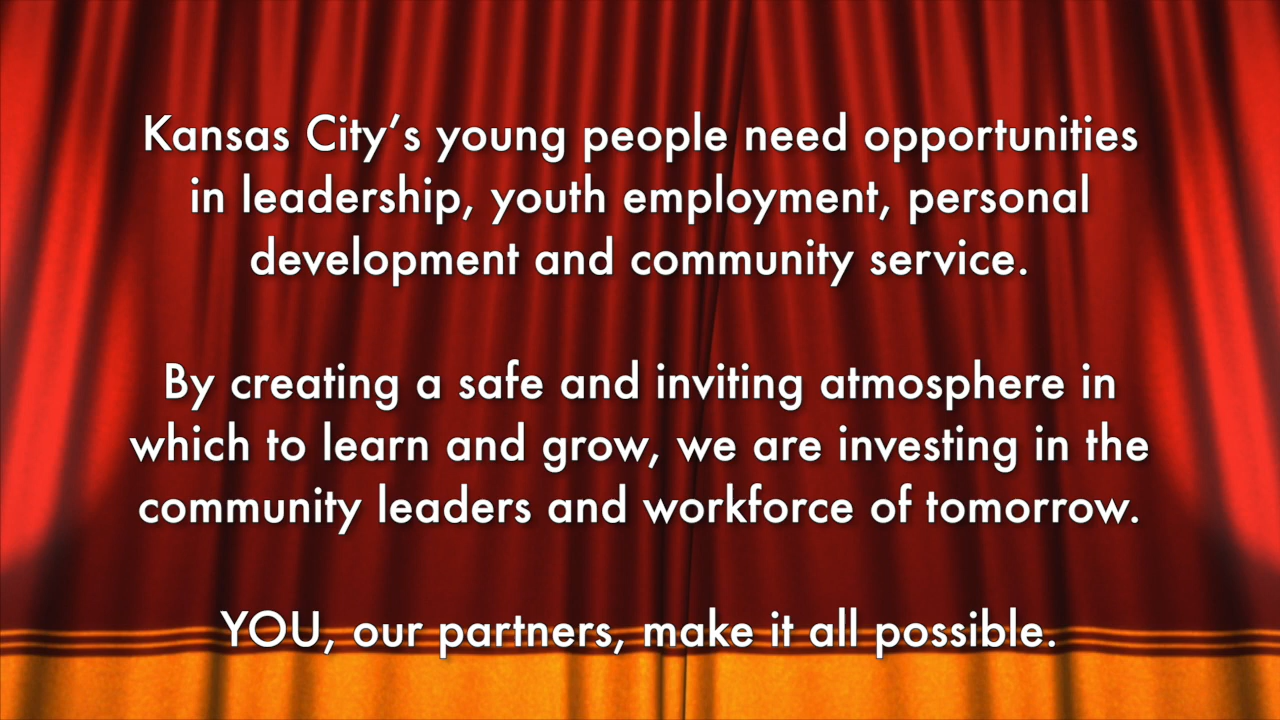 Kansas City’s young people need opportunities
in leadership, youth employment, personal
development and community service.
By creating a safe and inviting atmosphere in
which to learn and grow, we are investing in the
community leaders and workforce of tomorrow.
YOU, our partners, make it all possible.